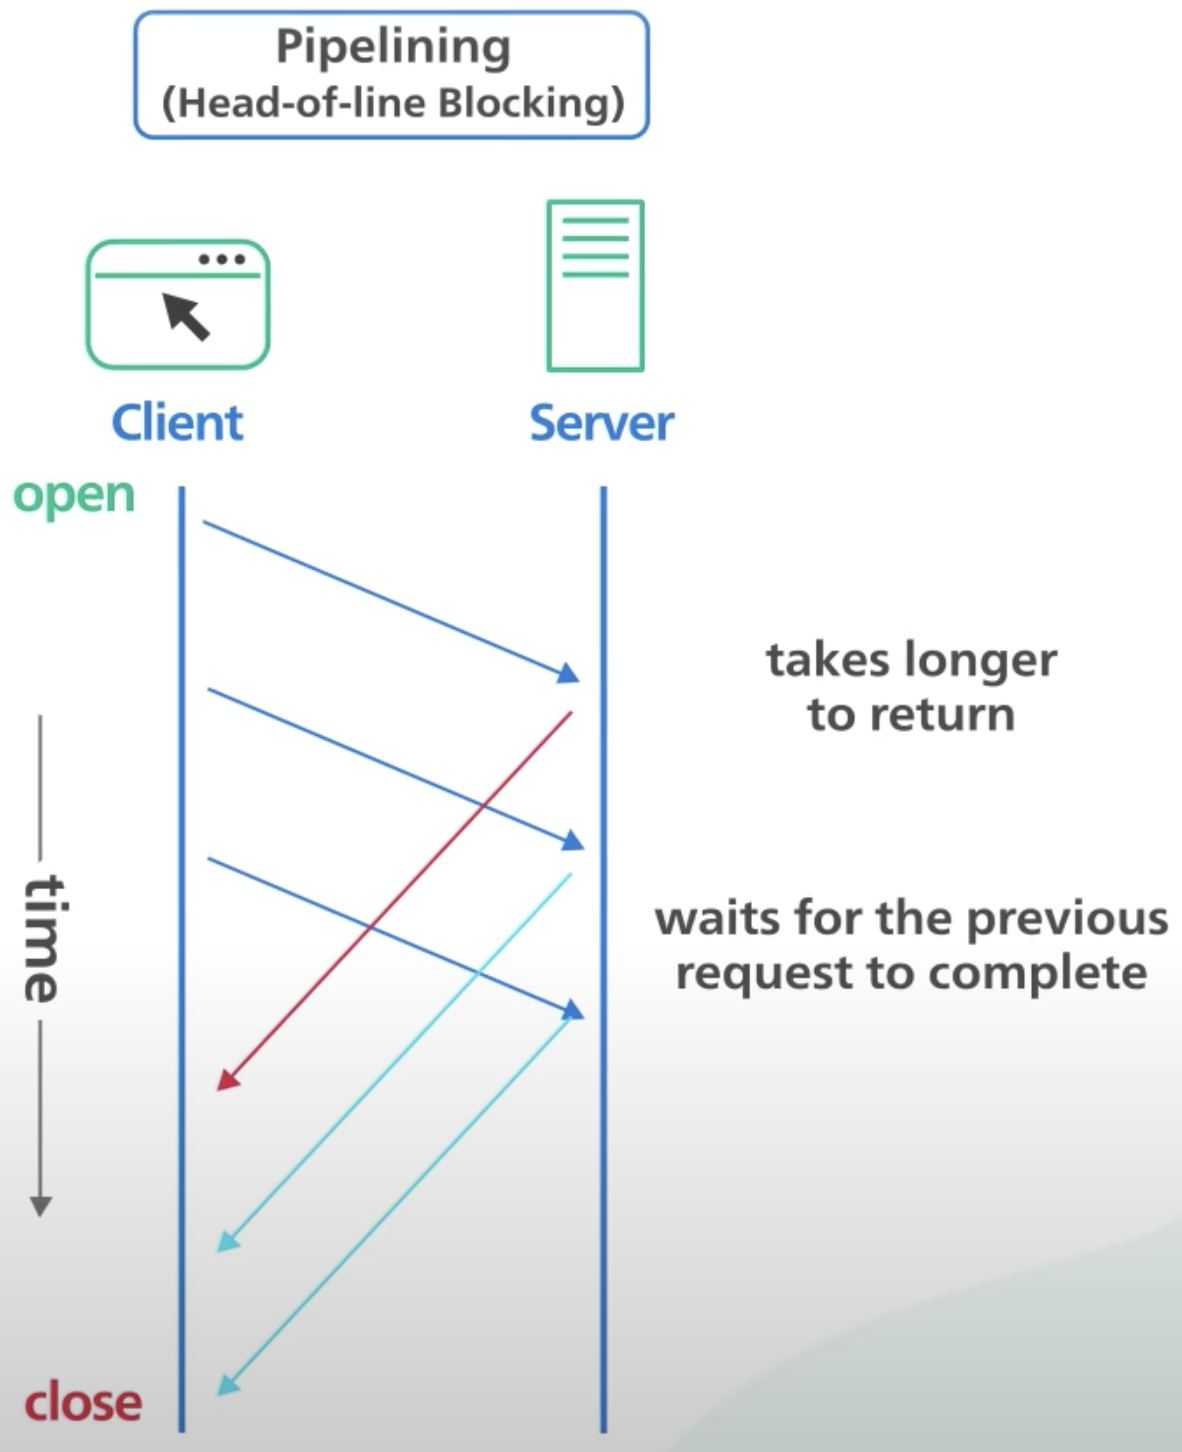 Pipelining
(Head-of-line Blocking)
Client
Server
open
takes longer
to return
time
waits for the previous
request to complete
close